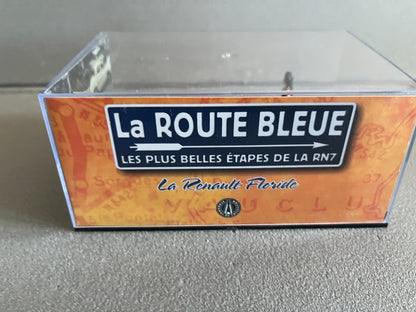 La ROUTE BLEUE
LES PLUS BELLES ÉTAPES DE LA RN7
La Renault Floride